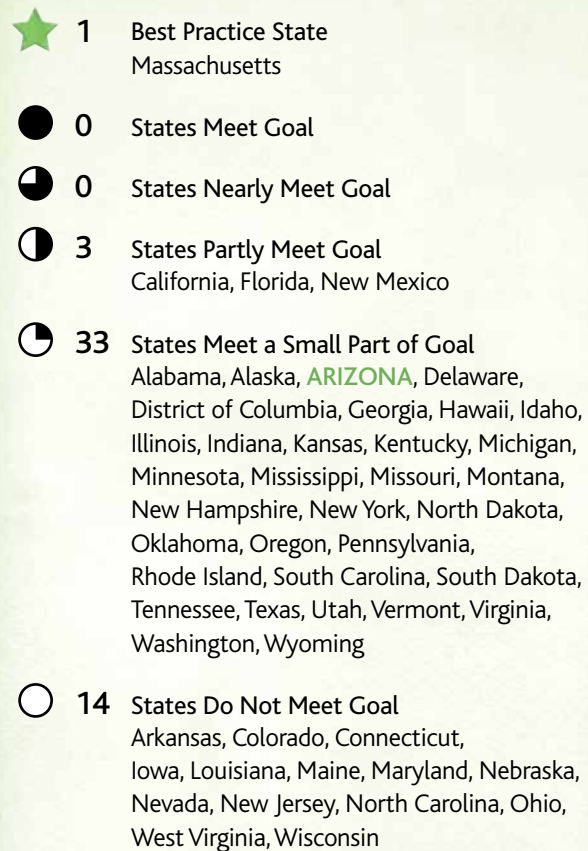 1 Best Practice State
Massachusetts
0 States Meet Goal
0 States Nearly Meet Goal
3 States Partly Meet Goal
California, Florida, New Mexico
33 States Meet a Small Part of Goal
Alabama, Alaska, ARIZONA, Delaware,
District of Columbia, Georgia, Hawaii, Idaho,
Illinois, Indiana, Kansas, Kentucky, Michigan,
Minnesota, Mississippi, Missouri, Montana,
New Hampshire, New York, North Dakota,
Oklahoma, Oregon, Pennsylvania,
Rhode Island, South Carolina, South Dakota,
Tennessee, Texas, Utah, Vermont, Virginia,
Washington, Wyoming
14 States Do Not Meet Goal
Arkansas, Colorado, Connecticut,
Iowa, Louisiana, Maine, Maryland, Nebraska,
Nevada, New Jersey, North Carolina, Ohio,
West Virginia, Wisconsin